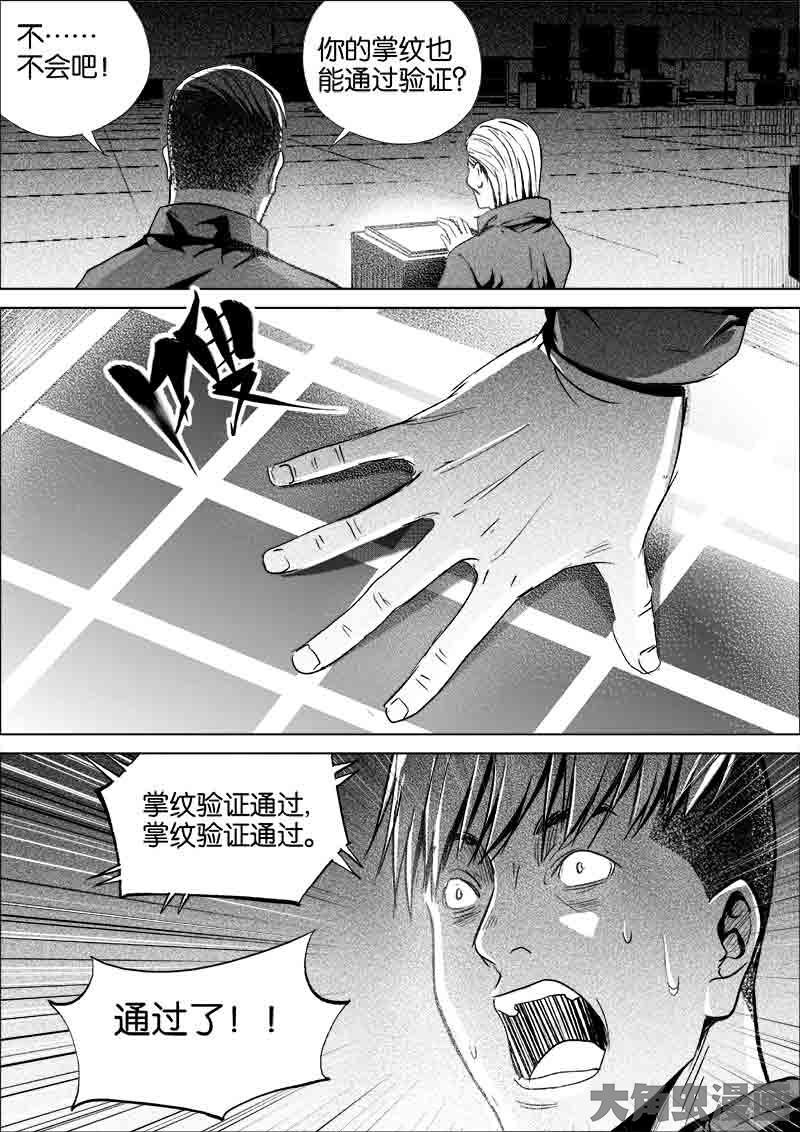 不……
不会吧！
你的掌纹也
能通过验证？
掌纹验证通过，
掌纹验证通过。
通过了！！
大角虫漫画